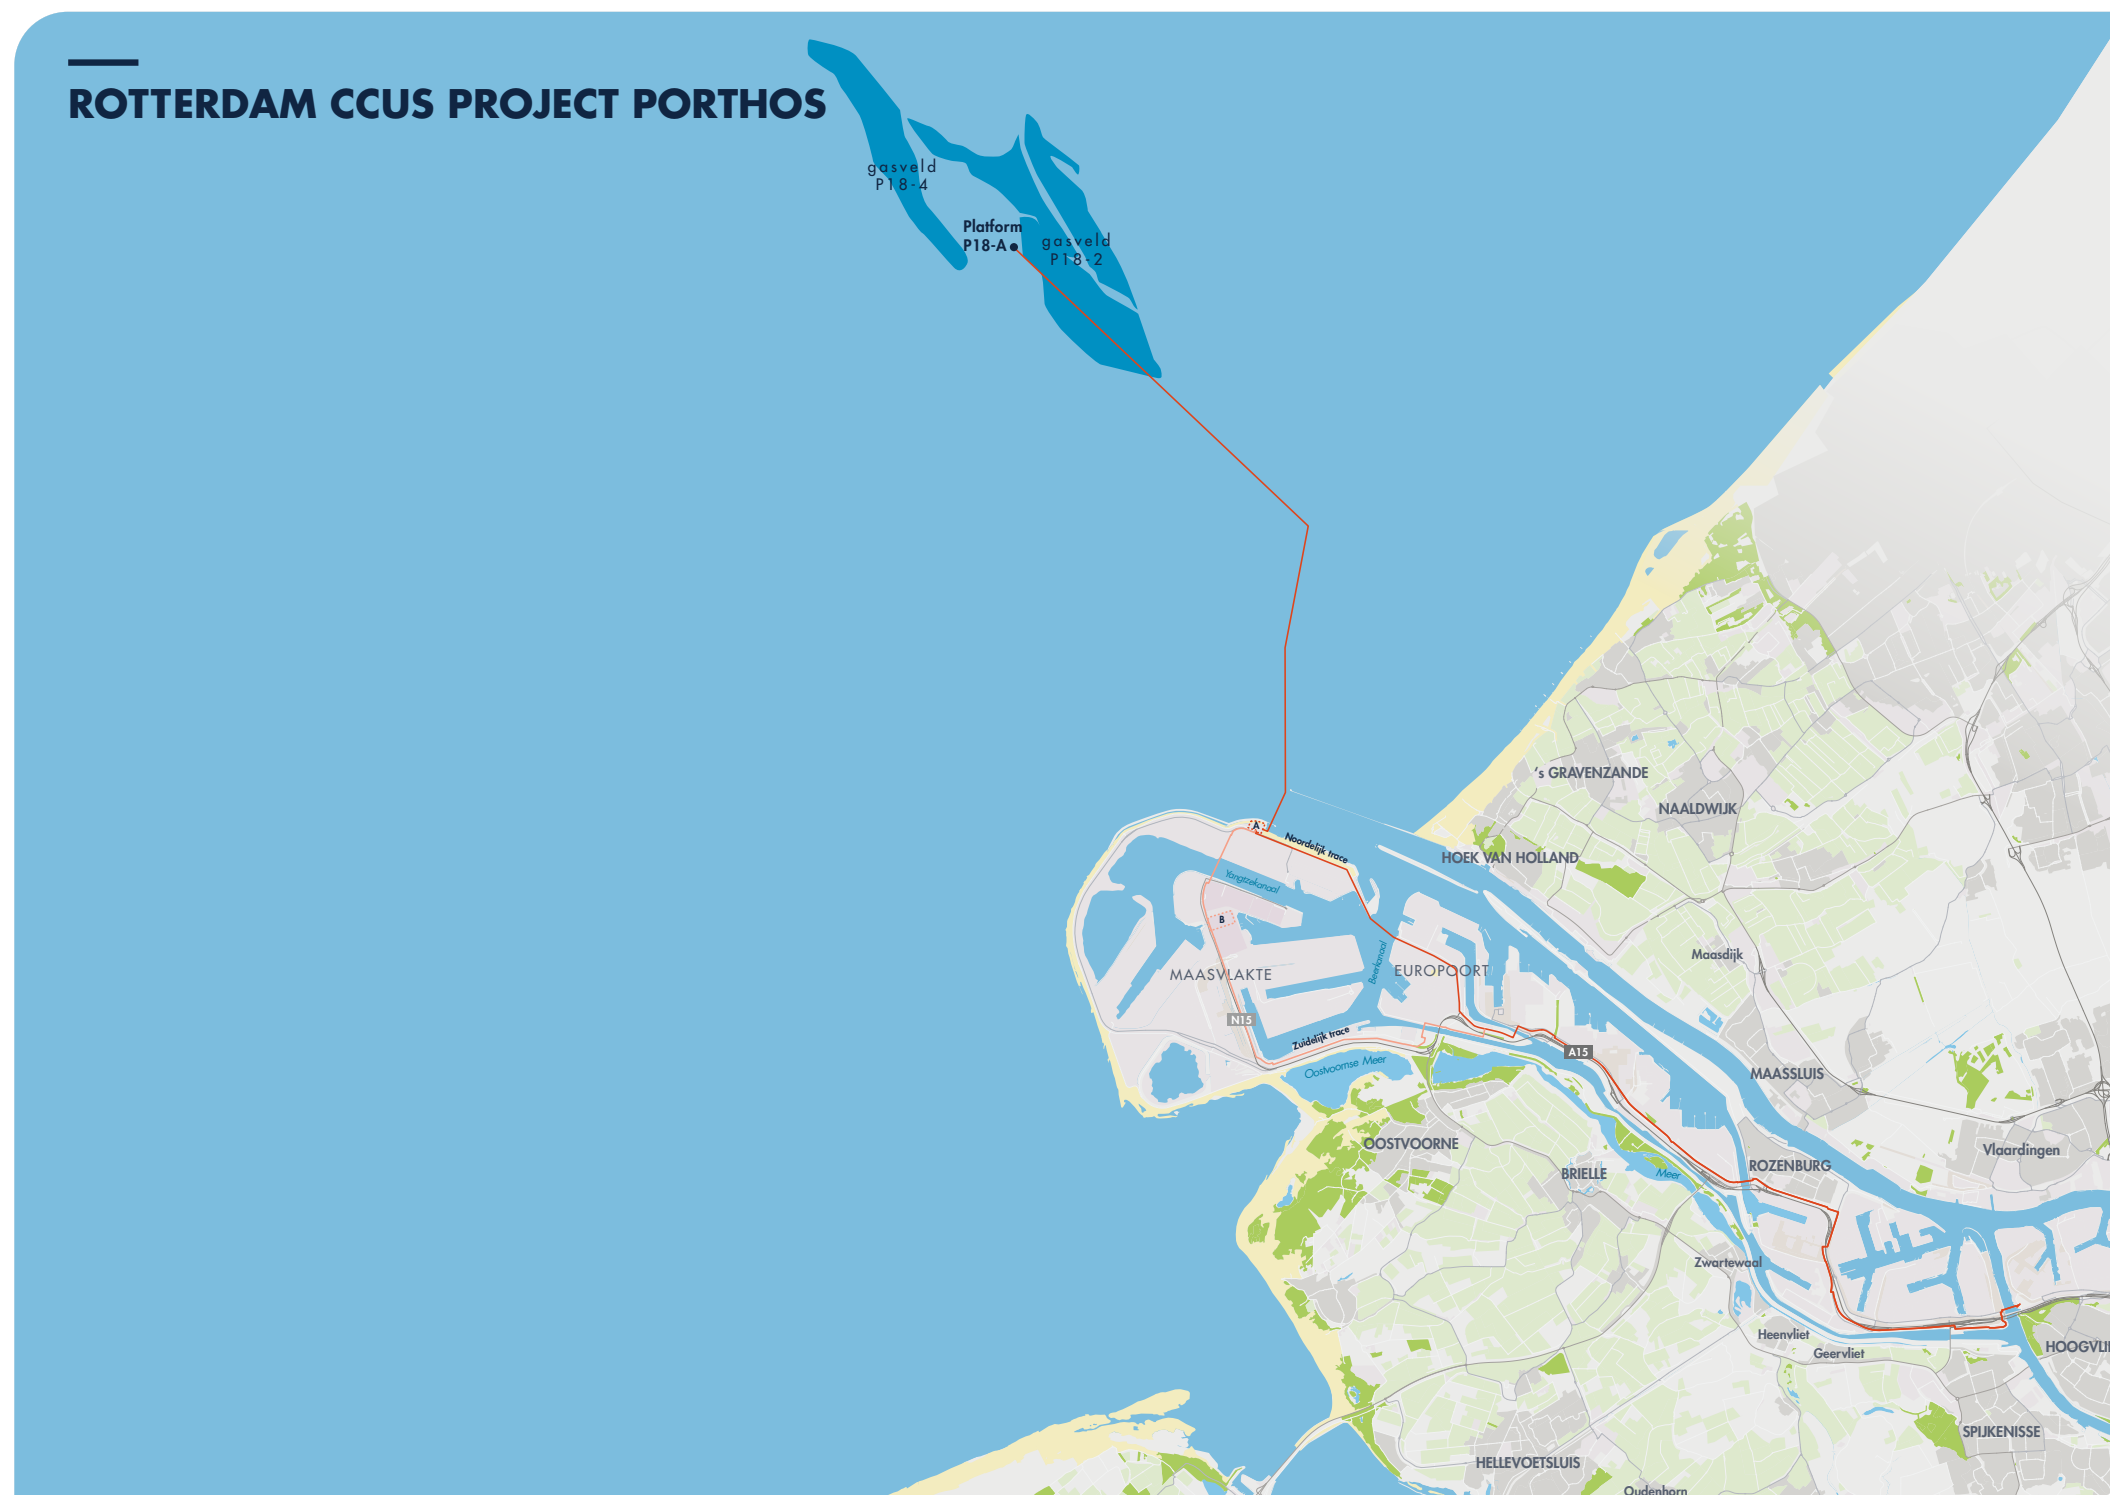 ROTTERDAM CCUS PROJECT PORTHOS
gasveld
P18-4
Platform
P18-A
gasveld
P18-2
's GRAVENZANDE
NAALDWIJK
A
Noordelijk trace
HOEK VAN HOLLAND
Yangtzekanaal
B
Maasdijk
Beerkanaal
MAASVLAKTE
EUROPOORT
N15
Zuidelijk trace
A15
Oostvoornse Meer
MAASSLUIS
OOSTVOORNE
Vlaardingen
ROZENBURG
BRIELLE
Meer
Zwartewaal
Heenvliet
HOOGVLI
Geervliet
SPIJKENISSE
HELLEVOETSLUIS
Oudenhorn